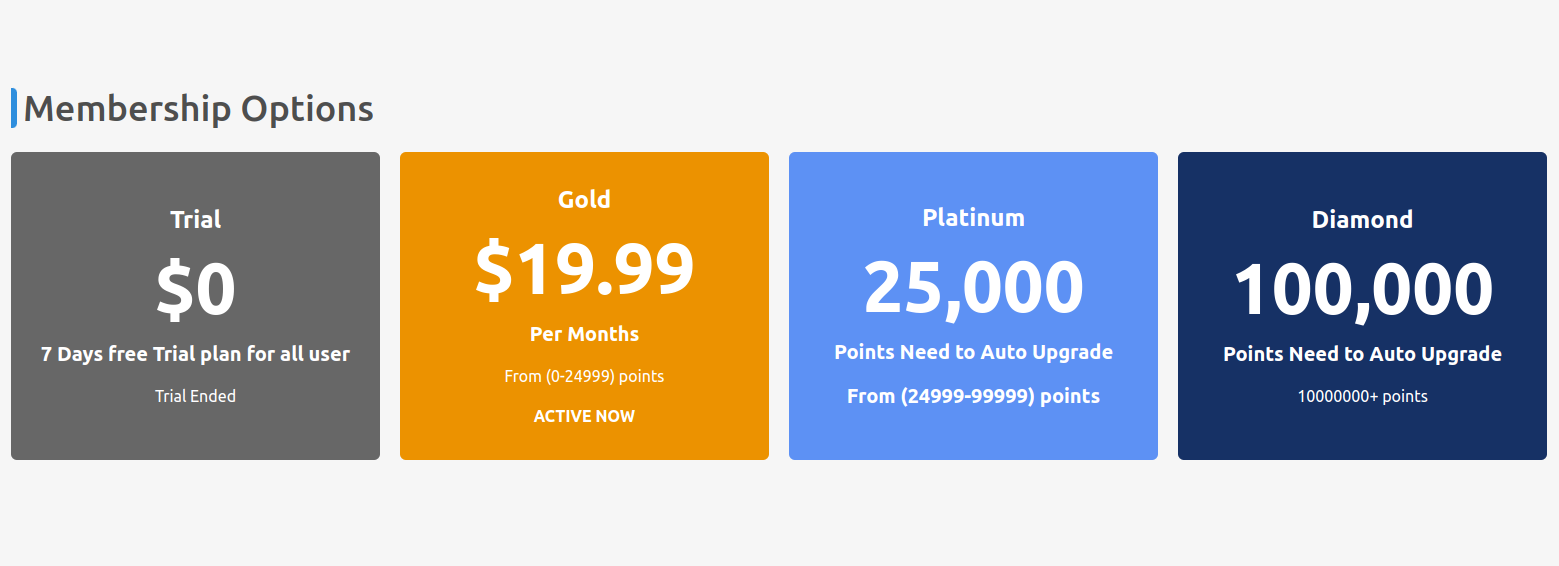 Membership Options
Trial
$0
7 Days free Trial plan for all user
Trial Ended
Gold
$19.99
Per Months
From (0-24999) points
ACTIVE NOW
Platinum
25,000
Points Need to Auto Upgrade
From (24999-99999) points
Diamond
100,000
Points Need to Auto Upgrade
10000000+ points